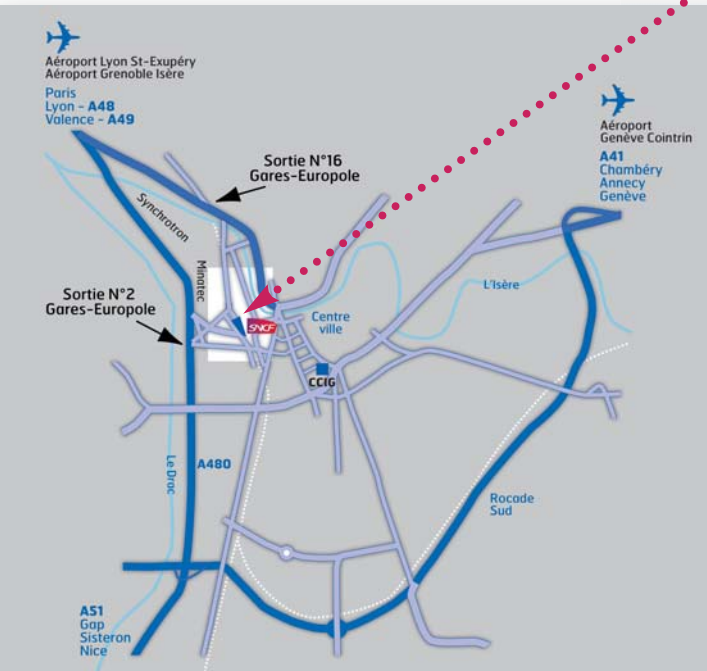 Aéroport Lyon St-Exupéry
Aéroport Grenoble Isère
Paris
Lyon - A48
Valence - A49
Aéroport
Genève Cointrin
A41
Chambéry
Annecy
Genève
Sortie N°16
Gares-Europole
Synchrotron
Minatec
Sortie N°2
Gares-Europole
SNCF
Centre
ville
L'Isère
CCIG
Le Drac
A480
Rocade
Sud
A51
Gap
Sisteron
Nice